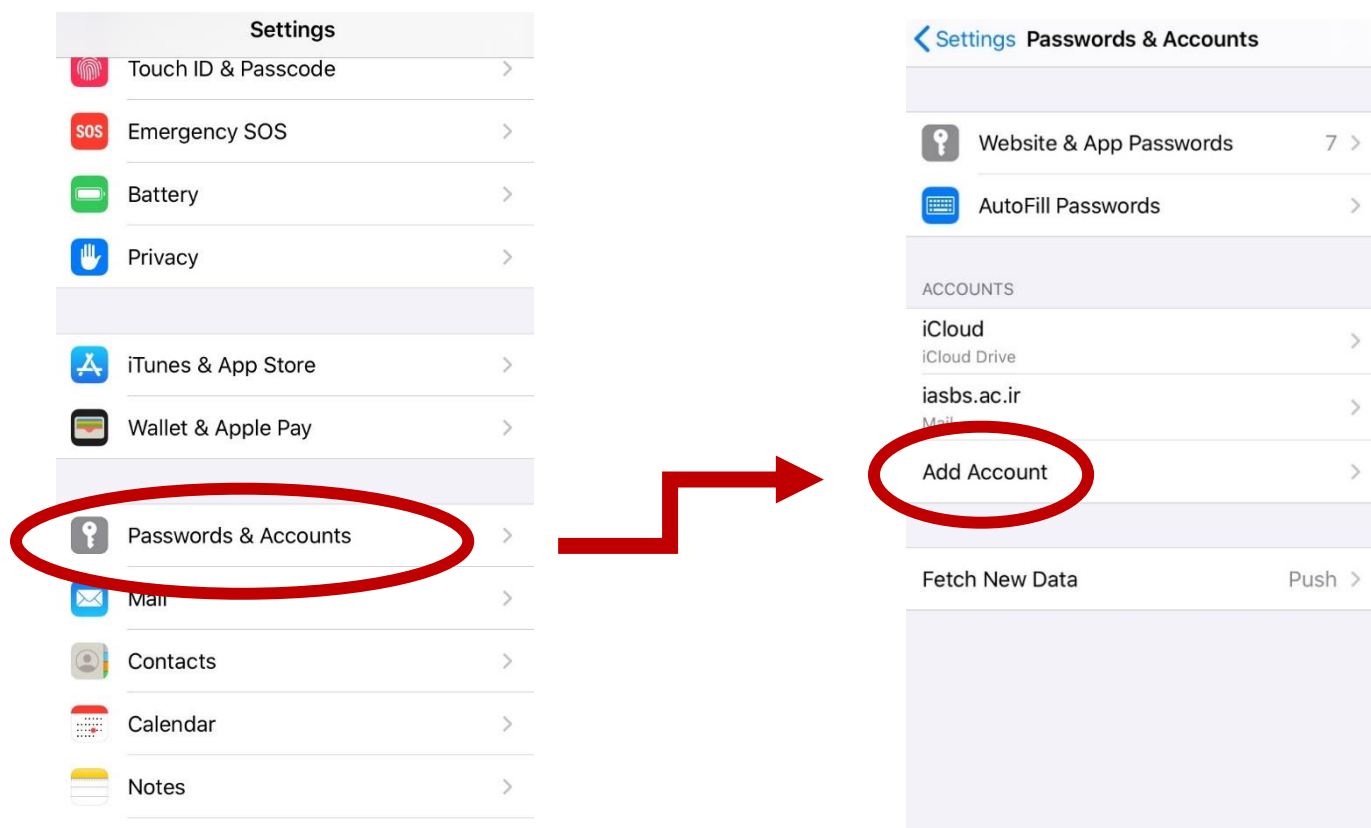 Settings
Touch ID & Passcode
SOS Emergency SOS
Battery
Privacy
iTunes & App Store
Wallet & Apple Pay
Passwords & Accounts
Mail
Contacts
Calendar
Notes
Settings Passwords & Accounts
Website & App Passwords 7
AutoFill Passwords
ACCOUNTS
iCloud
iCloud Drive
iasbs.ac.ir
Mail
Add Account
Fetch New Data Push